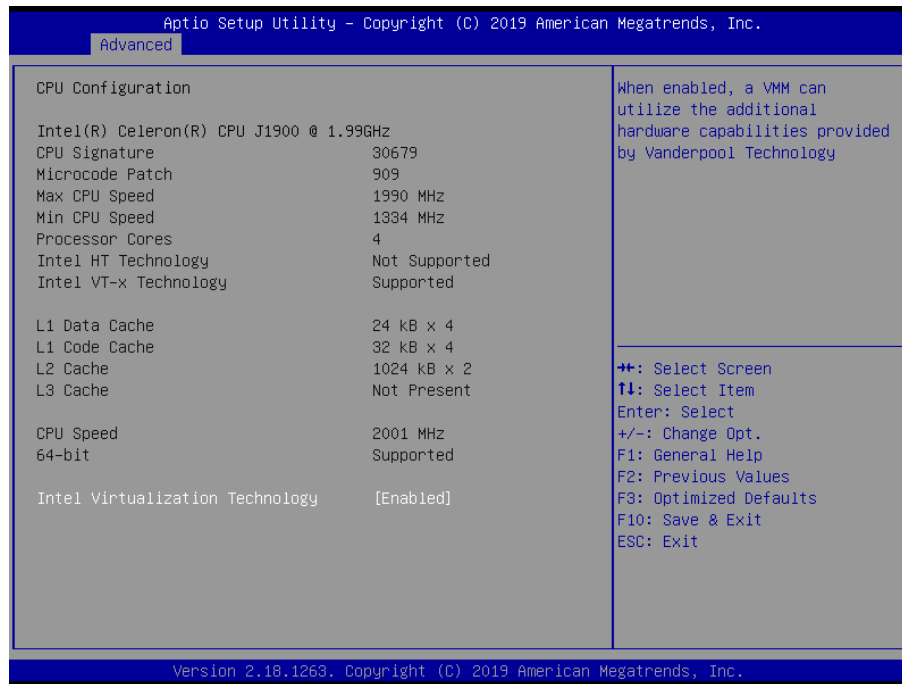 Aptio Setup Utility – Copyright (C) 2019 American Megatrends, Inc.
Advanced
CPU Configuration
Intel(R) Celeron(R) CPU J1900 @ 1.99GHz
CPU Signature 30679
Microcode Patch 909
Max CPU Speed 1990 MHz
Min CPU Speed 1334 MHz
Processor Cores 4
Intel HT Technology Not Supported
Intel VT-x Technology Supported
L1 Data Cache 24 kB x 4
L1 Code Cache 32 kB x 4
L2 Cache 1024 kB x 2
L3 Cache Not Present
CPU Speed 2001 MHz
64-bit Supported
Intel Virtualization Technology [Enabled]
When enabled, a VMM can
utilize the additional
hardware capabilities provided
by Vanderpool Technology
→←: Select Screen
↑↓: Select Item
Enter: Select
+/-: Change Opt.
F1: General Help
F2: Previous Values
F3: Optimized Defaults
F10: Save & Exit
ESC: Exit
Version 2.18.1263. Copyright (C) 2019 American Megatrends, Inc.